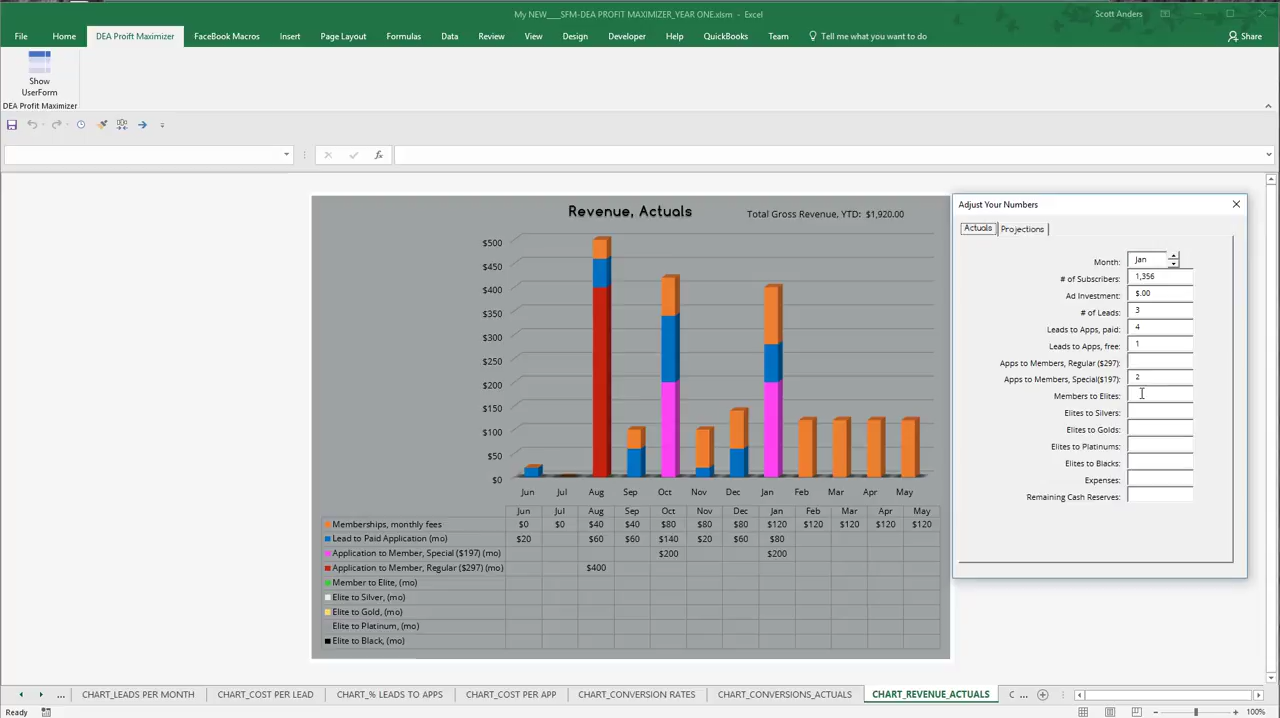 My NEW____SFM-DEA PROFIT MAXIMIZER_YEAR ONE.xlsm - Excel
Scott Anders
File Home DEA Proift Maximizer FaceBook Macros Insert Page Layout Formulas Data Review View Design Developer Help QuickBooks Team Tell me what you want to do Share
Show
UserForm
DEA Profit Maximizer
fx
Revenue, Actuals
Total Gross Revenue, YTD: $1,920.00
$500
$450
$400
$350
$300
$250
$200
$150
$100
$50
$0
Jun Jul Aug Sep Oct Nov Dec Jan Feb Mar Apr May
Jun Jul Aug Sep Oct Nov Dec Jan Feb Mar Apr May
Memberships, monthly fees $0 $0 $40 $40 $80 $80 $80 $120 $120 $120 $120 $120
Lead to Paid Application (mo) $20 $60 $60 $140 $20 $60 $80
Application to Member, Special ($197) (mo) $200 $200
Application to Member, Regular ($297) (mo) $400
Member to Elite, (mo)
Elite to Silver, (mo)
Elite to Gold, (mo)
Elite to Platinum, (mo)
Elite to Black, (mo)
Adjust Your Numbers
Actuals Projections
Month: Jan
# of Subscribers: 1,356
Ad Investment: $.00
# of Leads: 3
Leads to Apps, paid: 4
Leads to Apps, free: 1
Apps to Members, Regular ($297):
Apps to Members, Special($197): 2
Members to Elites:
Elites to Silvers:
Elites to Golds:
Elites to Platinums:
Elites to Blacks:
Expenses:
Remaining Cash Reserves:
... CHART_LEADS PER MONTH CHART_COST PER LEAD CHART_% LEADS TO APPS CHART_COST PER APP CHART_CONVERSION RATES CHART_CONVERSIONS_ACTUALS CHART_REVENUE_ACTUALS C ...
Ready
100%